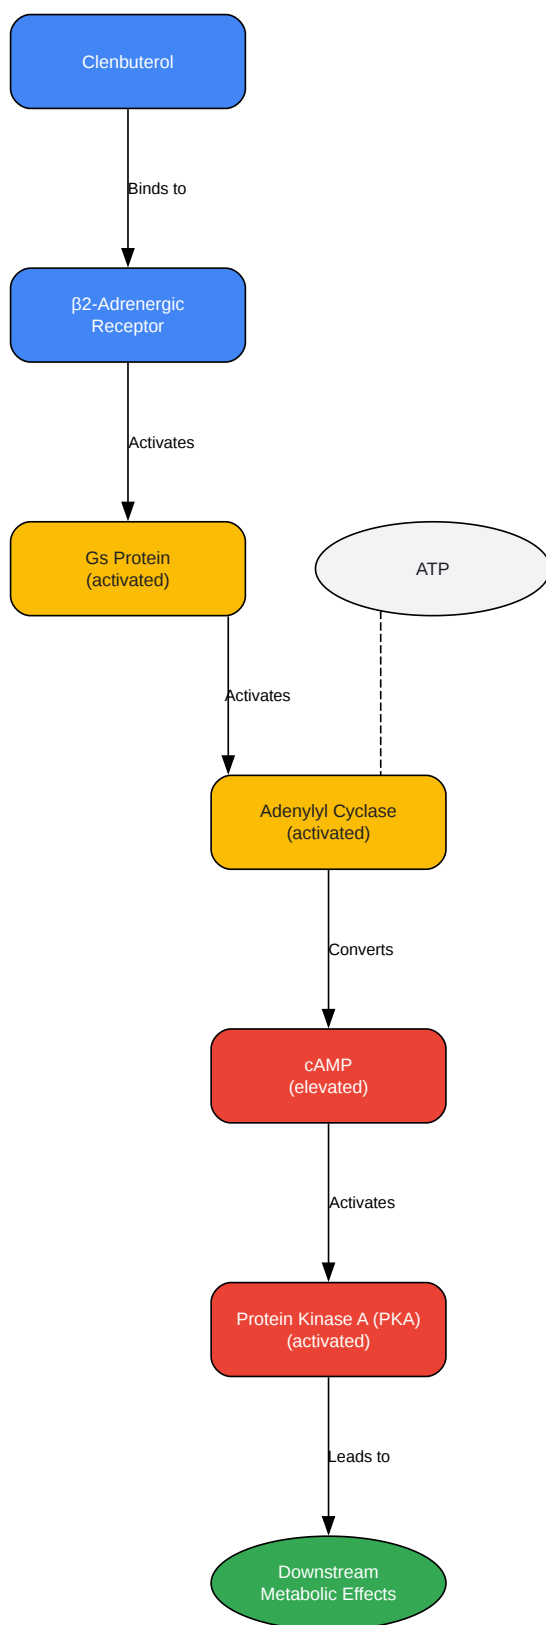 Clenbuterol
Binds to
β2-Adrenergic
Receptor
Activates
Gs Protein
(activated)
ATP
Activates
Adenylyl Cyclase
(activated)
Converts
cAMP
(elevated)
Activates
Protein Kinase A (PKA)
(activated)
Leads to
Downstream
Metabolic Effects